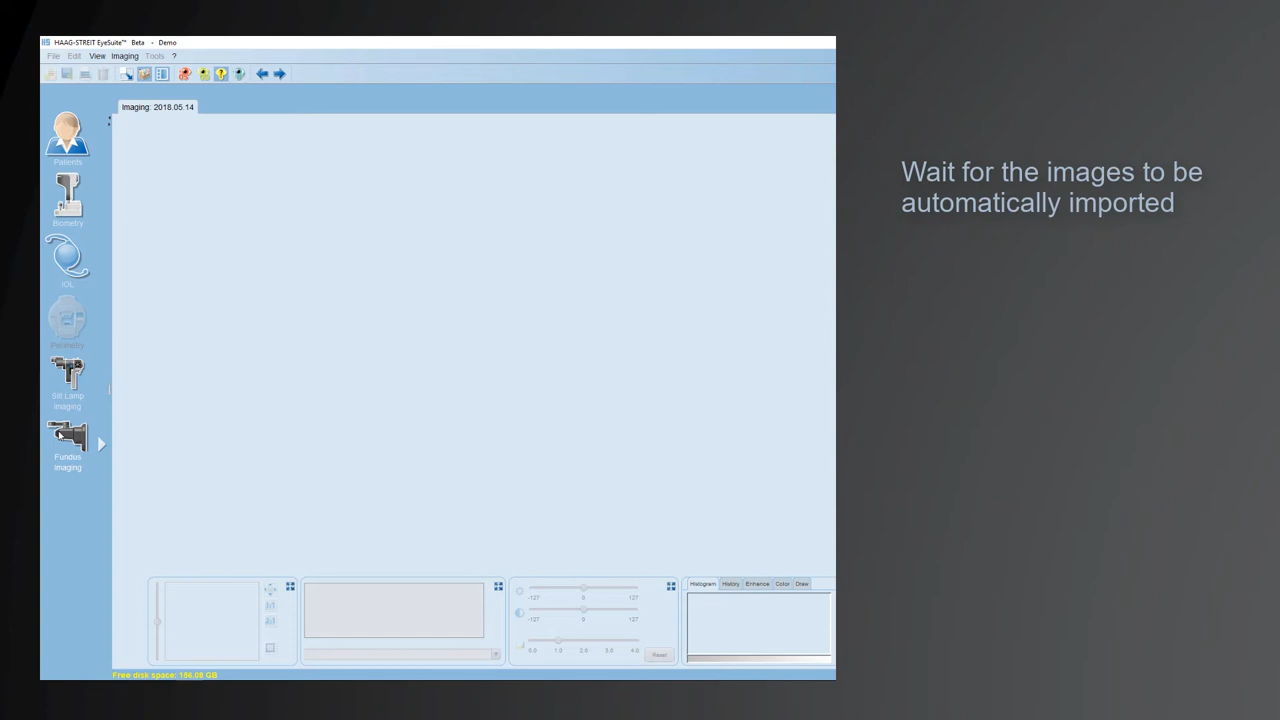 HAAG-STREIT EyeSuite™ Beta - Demo
File Edit View Imaging Tools ?
Imaging: 2018.05.14
Patients
Biometry
IOL
Perimetry
Slit Lamp
Imaging
Fundus
Imaging
Wait for the images to be
automatically imported
-127 0 127
-127 0 127
0.0 1.0 2.0 3.0 4.0
Reset
Histogram History Enhance Color Draw
Free disk space: 156.08 GB